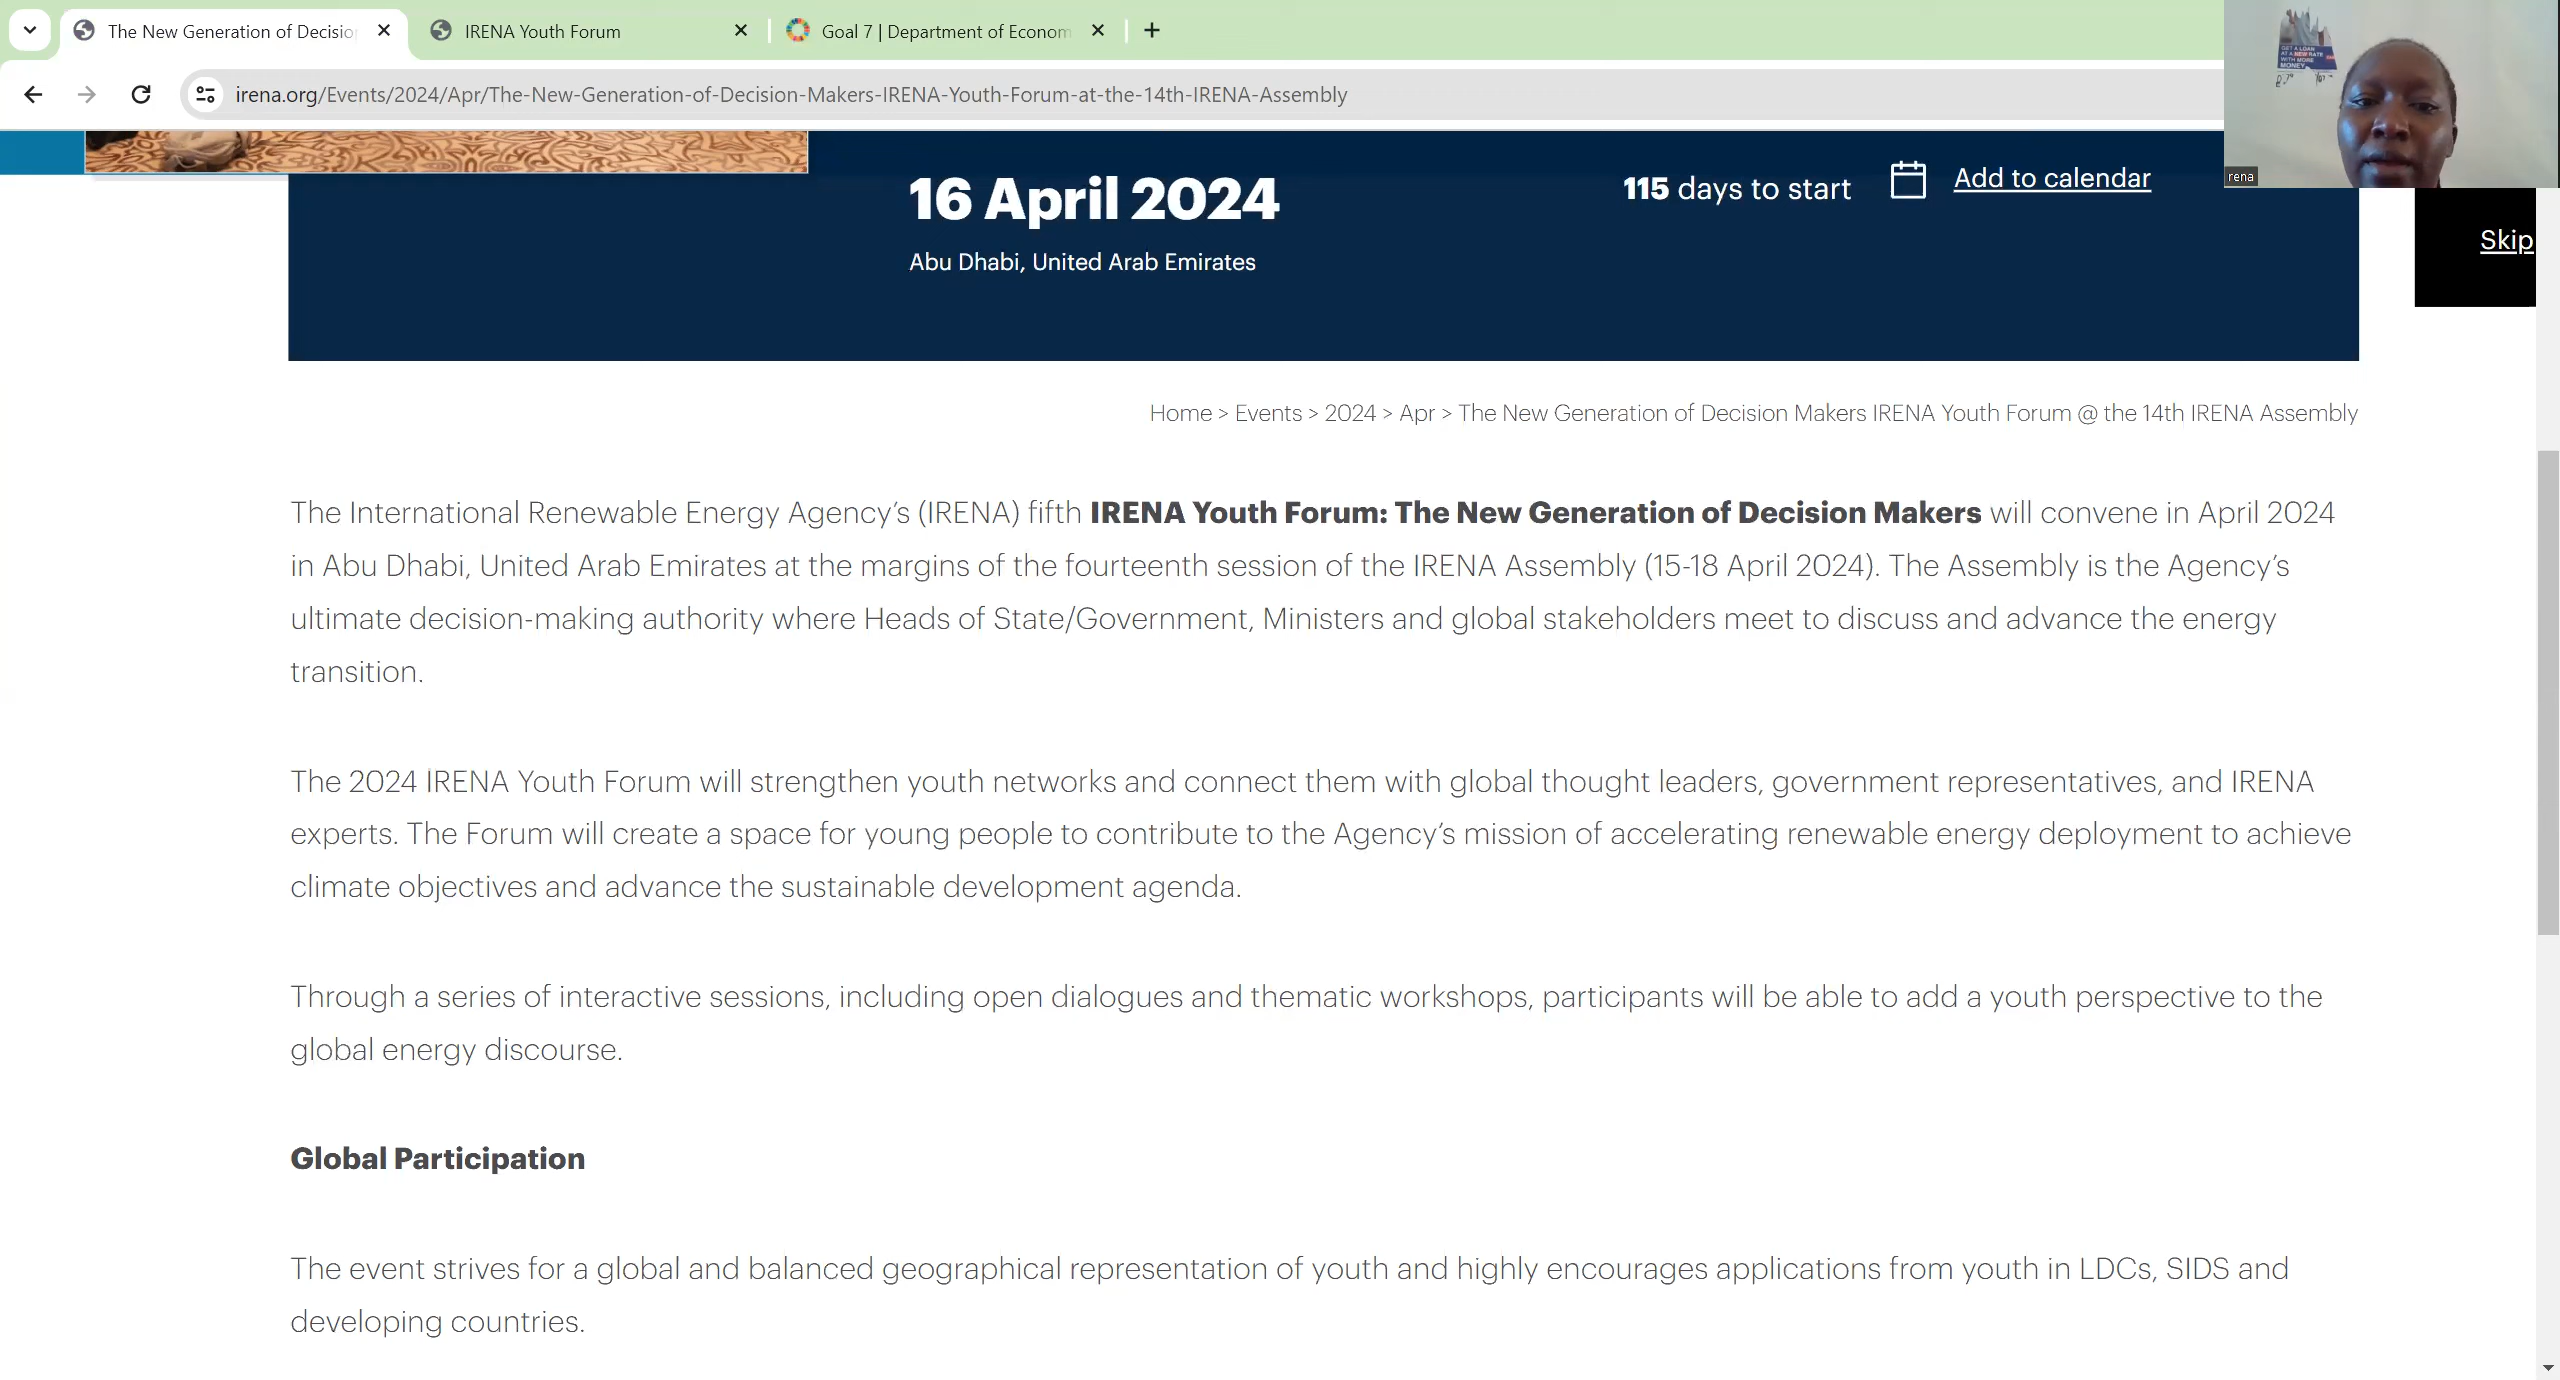 The New Generation of Decisio
IRENA Youth Forum
Goal 7 | Department of Econom
irena.org/Events/2024/Apr/The-New-Generation-of-Decision-Makers-IRENA-Youth-Forum-at-the-14th-IRENA-Assembly
GET A LOAN
AT A NEW RATE
WITH MORE
MONEY
rena
16 April 2024
115 days to start
Add to calendar
Abu Dhabi, United Arab Emirates
Skip
Home > Events > 2024 > Apr > The New Generation of Decision Makers IRENA Youth Forum @ the 14th IRENA Assembly
The International Renewable Energy Agency’s (IRENA) fifth IRENA Youth Forum: The New Generation of Decision Makers will convene in April 2024
in Abu Dhabi, United Arab Emirates at the margins of the fourteenth session of the IRENA Assembly (15-18 April 2024). The Assembly is the Agency’s
ultimate decision-making authority where Heads of State/Government, Ministers and global stakeholders meet to discuss and advance the energy
transition.
The 2024 IRENA Youth Forum will strengthen youth networks and connect them with global thought leaders, government representatives, and IRENA
experts. The Forum will create a space for young people to contribute to the Agency’s mission of accelerating renewable energy deployment to achieve
climate objectives and advance the sustainable development agenda.
Through a series of interactive sessions, including open dialogues and thematic workshops, participants will be able to add a youth perspective to the
global energy discourse.
Global Participation
The event strives for a global and balanced geographical representation of youth and highly encourages applications from youth in LDCs, SIDS and
developing countries.